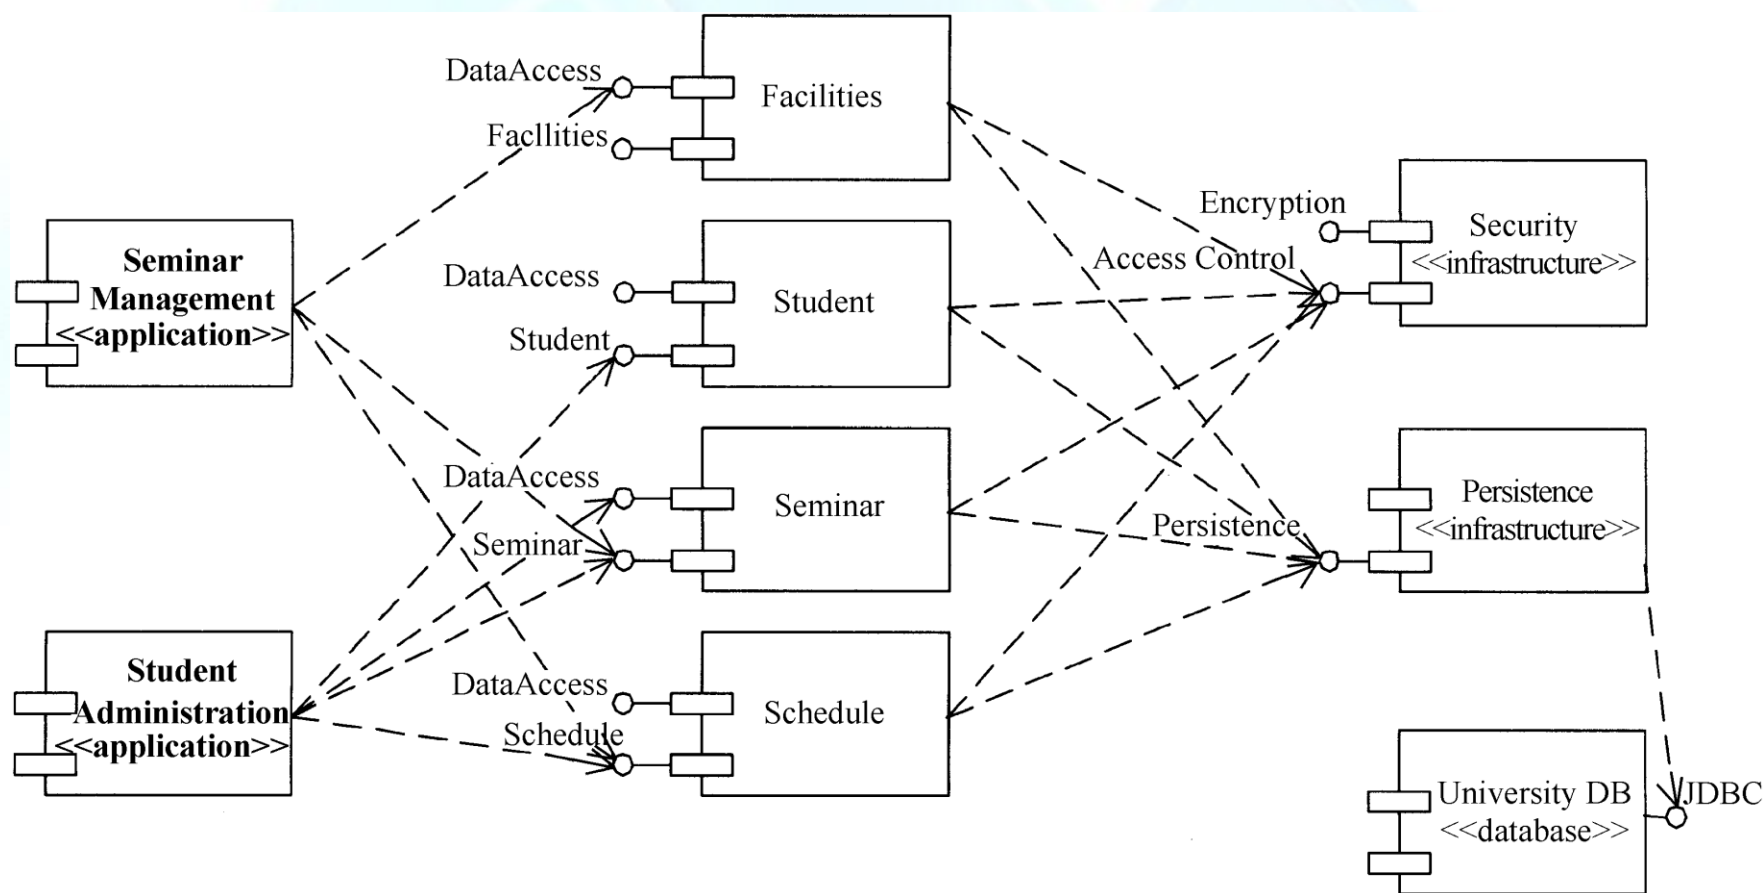 DataAccess
Facllities
Facilities
Seminar
Management
<<application>>
DataAccess
Student
Student
Encryption
Access Control
Security
<<infrastructure>>
DataAccess
Seminar
Seminar
Persistence
Persistence
<<infrastructure>>
Student
Administration
<<application>>
DataAccess
Schedule
Schedule
University DB
<<database>>
JDBC